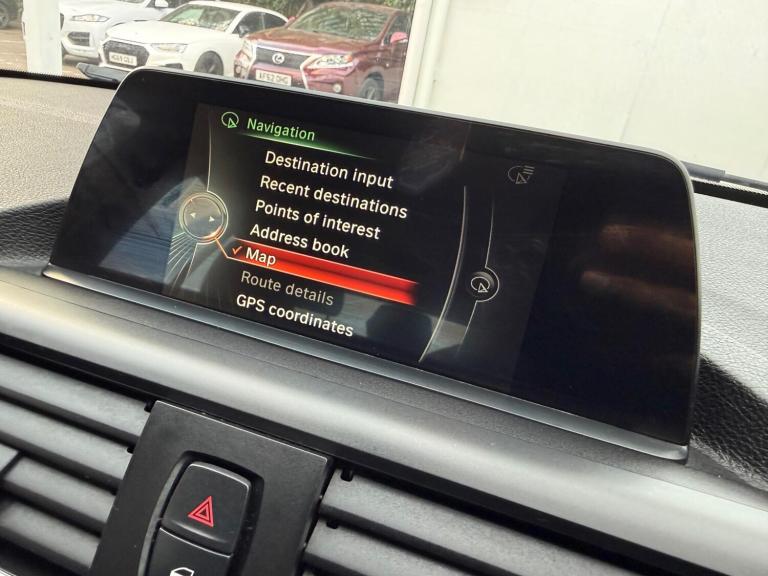 Navigation
Destination input
Recent destinations
Points of interest
Address book
Map
Route details
GPS coordinates